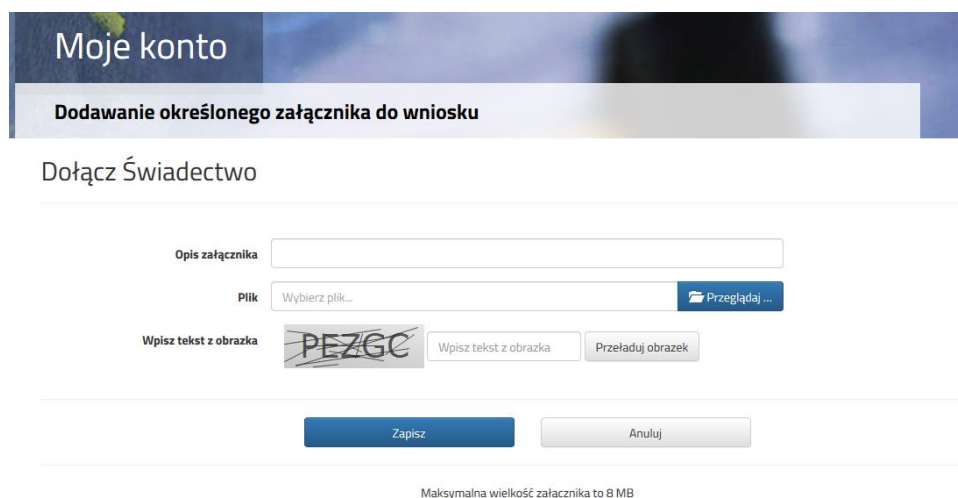 Moje konto
Dodawanie określonego załącznika do wniosku
Dołącz Świadectwo
Opis załącznika
Plik Wybierz plik... Przeglądaj ...
Wpisz tekst z obrazka PEZGC Wpisz tekst z obrazka Przeładuj obrazek
Zapisz Anuluj
Maksymalna wielkość załącznika to 8 MB